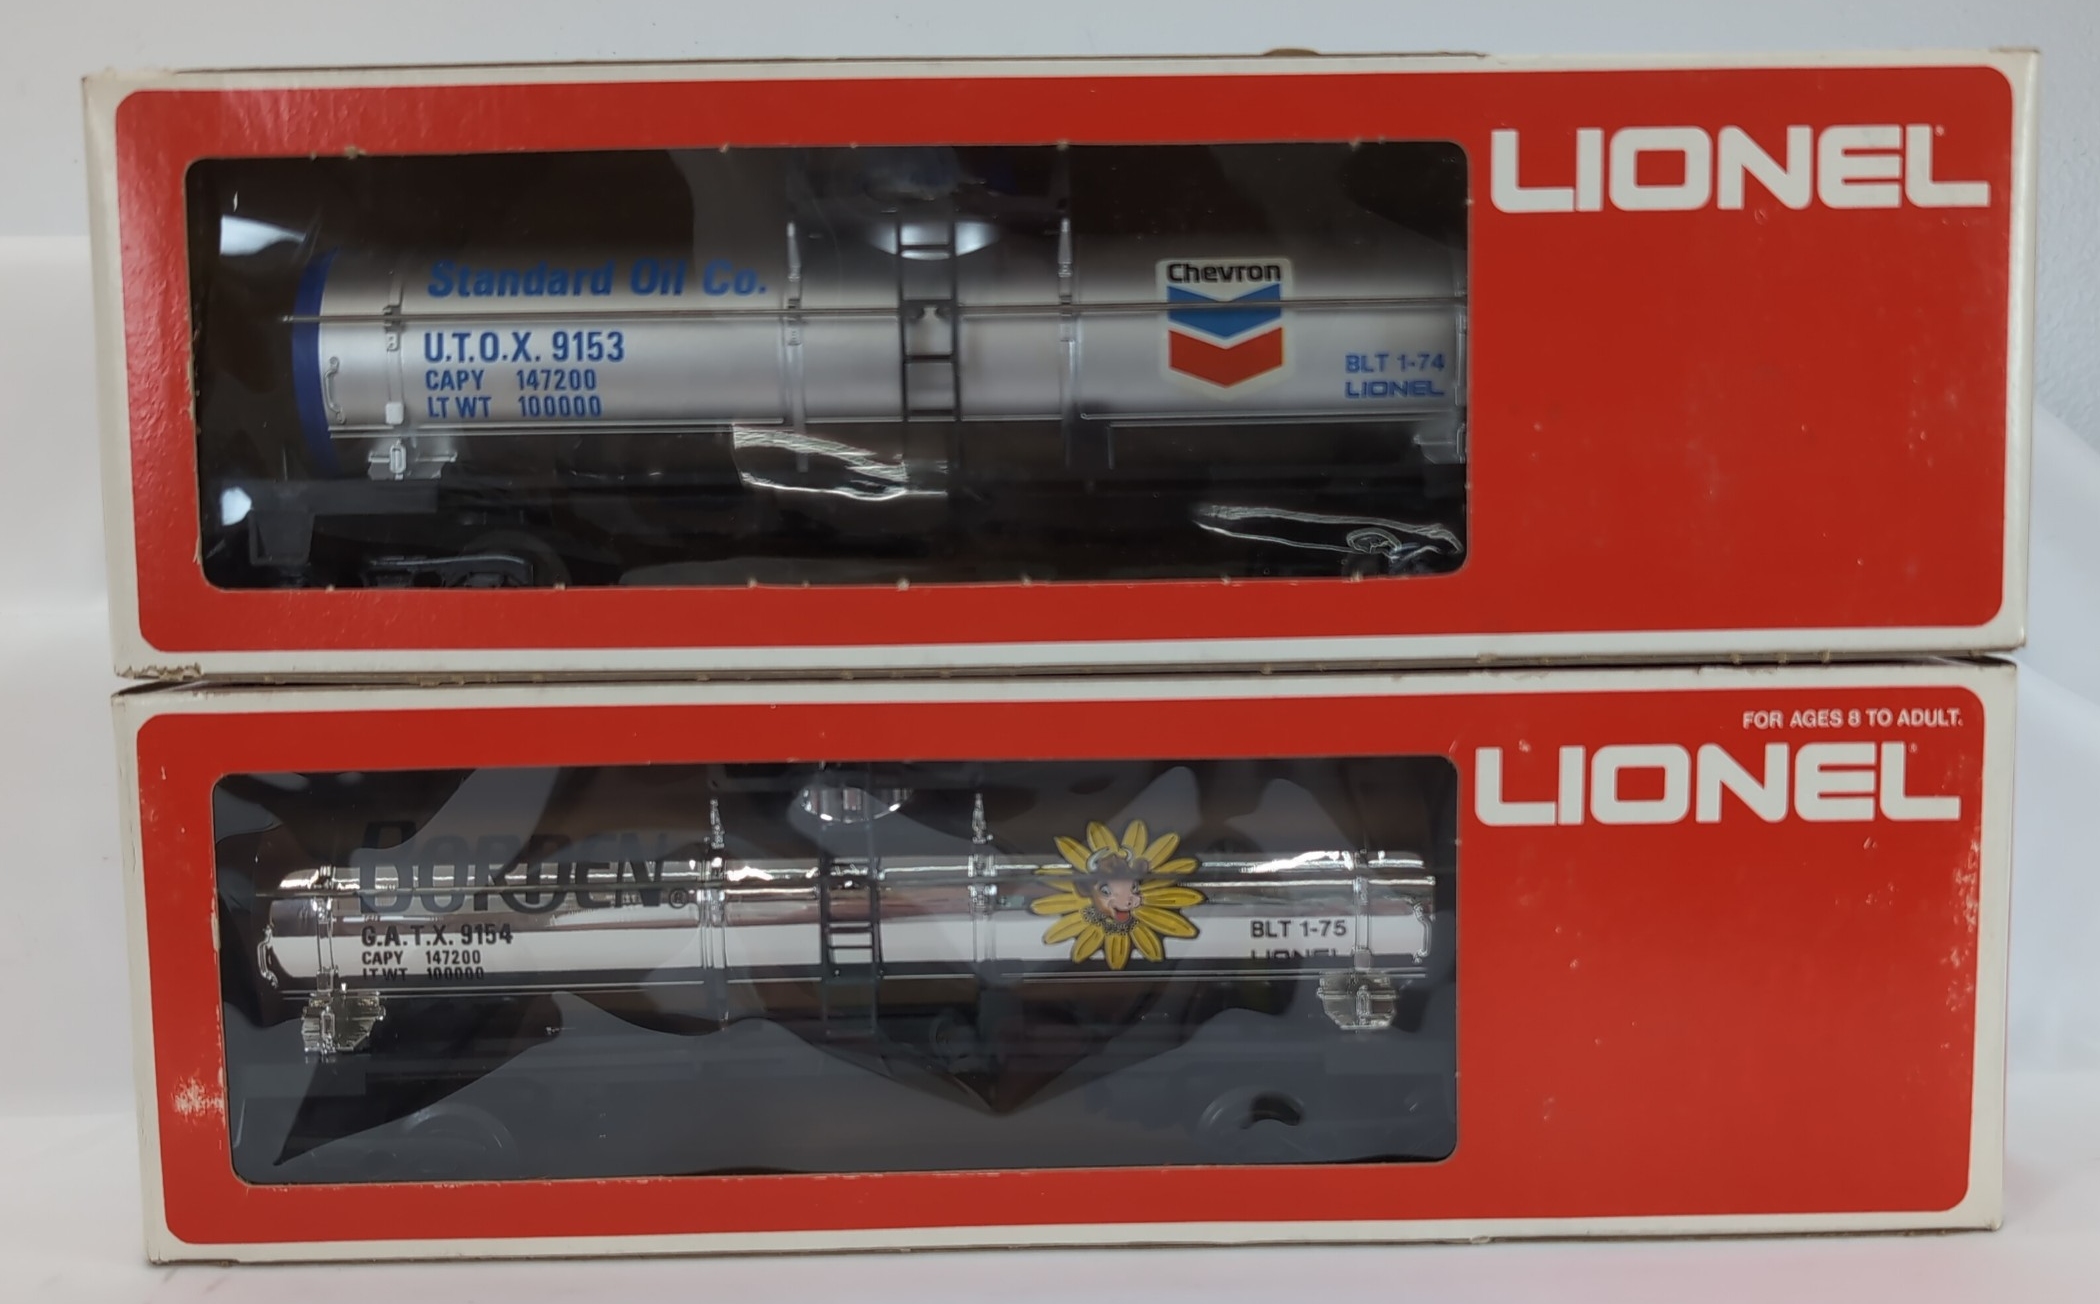 LIONEL
Standard Oil Co.
U.T.O.X. 9153
CAPY 147200
LT WT 100000
Chevron
BLT 1-74
LIONEL
FOR AGES 8 TO ADULT.
LIONEL
BORDEN®
G.A.T.X. 9154
CAPY 147200
LT WT 100000
BLT 1-75
LIONEL